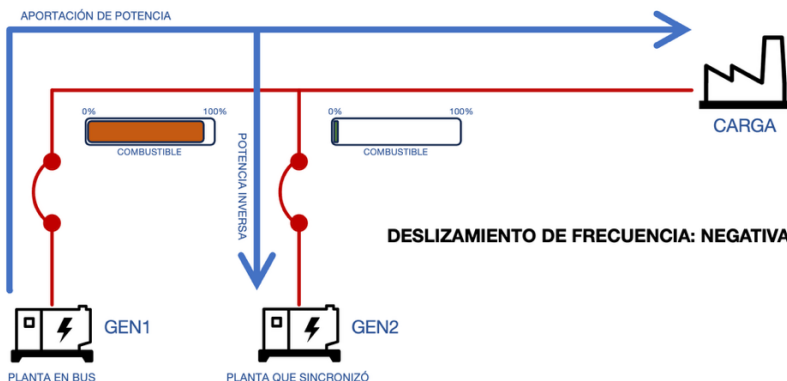 APORTACIÓN DE POTENCIA
0% 100%
COMBUSTIBLE
0% 100%
COMBUSTIBLE
CARGA
POTENCIA INVERSA
DESLIZAMIENTO DE FRECUENCIA: NEGATIVA
GEN1
GEN2
PLANTA EN BUS
PLANTA QUE SINCRONIZÓ